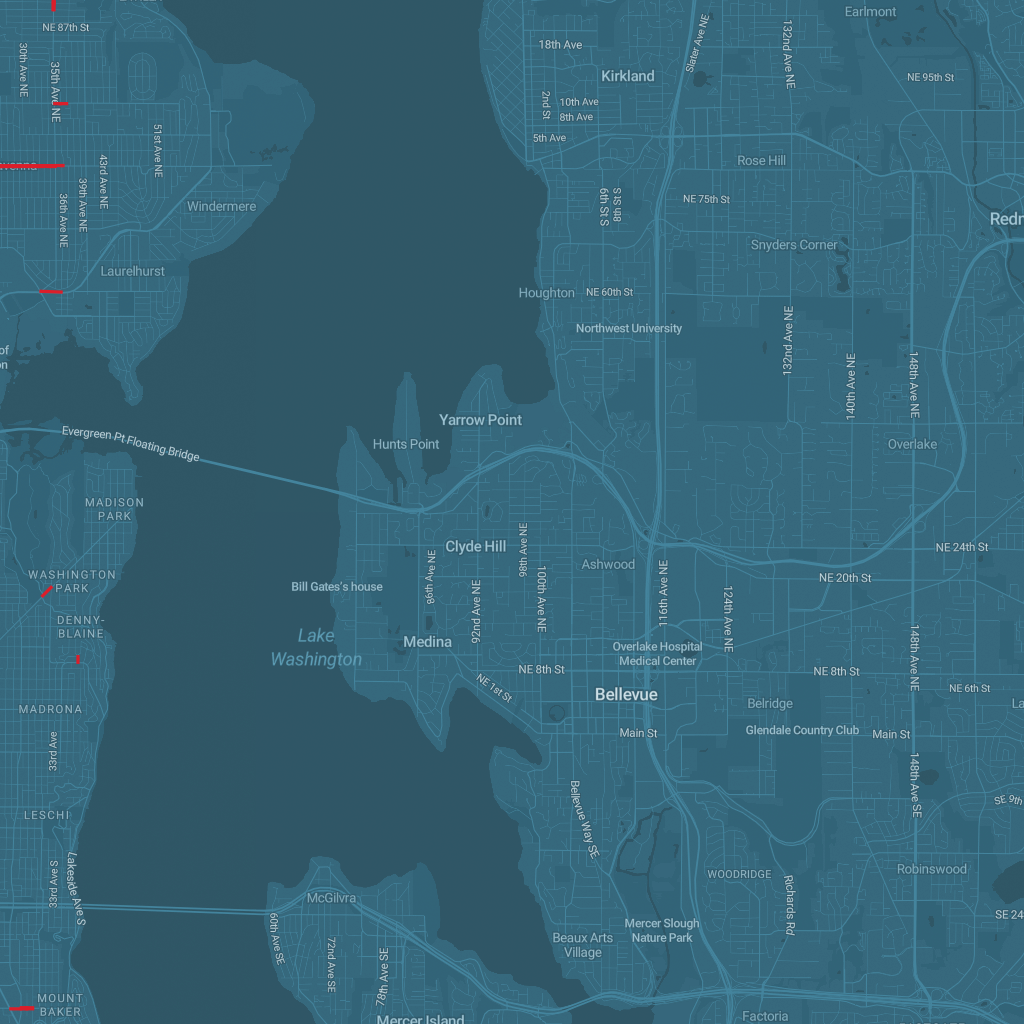 Earlmont
NE 87th St
18th Ave
Slater Ave NE
132nd Ave NE
30th Ave NE
35th Ave NE
Kirkland
NE 95th St
2nd St
10th Ave
8th Ave
5th Ave
51st Ave NE
43rd Ave NE
39th Ave NE
36th Ave NE
Rose Hill
6th St S
8th St S
NE 75th St
Windermere
Redm
Snyders Corner
Laurelhurst
Houghton
NE 60th St
Northwest University
132nd Ave NE
140th Ave NE
148th Ave NE
of
on
Yarrow Point
Hunts Point
Evergreen Pt Floating Bridge
Overlake
MADISON
PARK
Clyde Hill
98th Ave NE
NE 24th St
Ashwood
WASHINGTON
PARK
Bill Gates's house
86th Ave NE
92nd Ave NE
100th Ave NE
116th Ave NE
124th Ave NE
NE 20th St
DENNY-
BLAINE
Lake
Washington
Medina
Overlake Hospital
Medical Center
148th Ave NE
NE 8th St
NE 8th St
NE 1st St
NE 6th St
Bellevue
MADRONA
Belridge
La
Main St
Glendale Country Club
Main St
33rd Ave
148th Ave SE
Bellevue Way SE
SE 9th
LESCHI
33rd Ave S
Lakeside Ave S
WOODRIDGE
Richards Rd
Robinswood
McGilvra
60th Ave SE
72nd Ave SE
78th Ave SE
Mercer Slough
Nature Park
SE 24
Beaux Arts
Village
MOUNT
BAKER
Mercer Island
Factoria